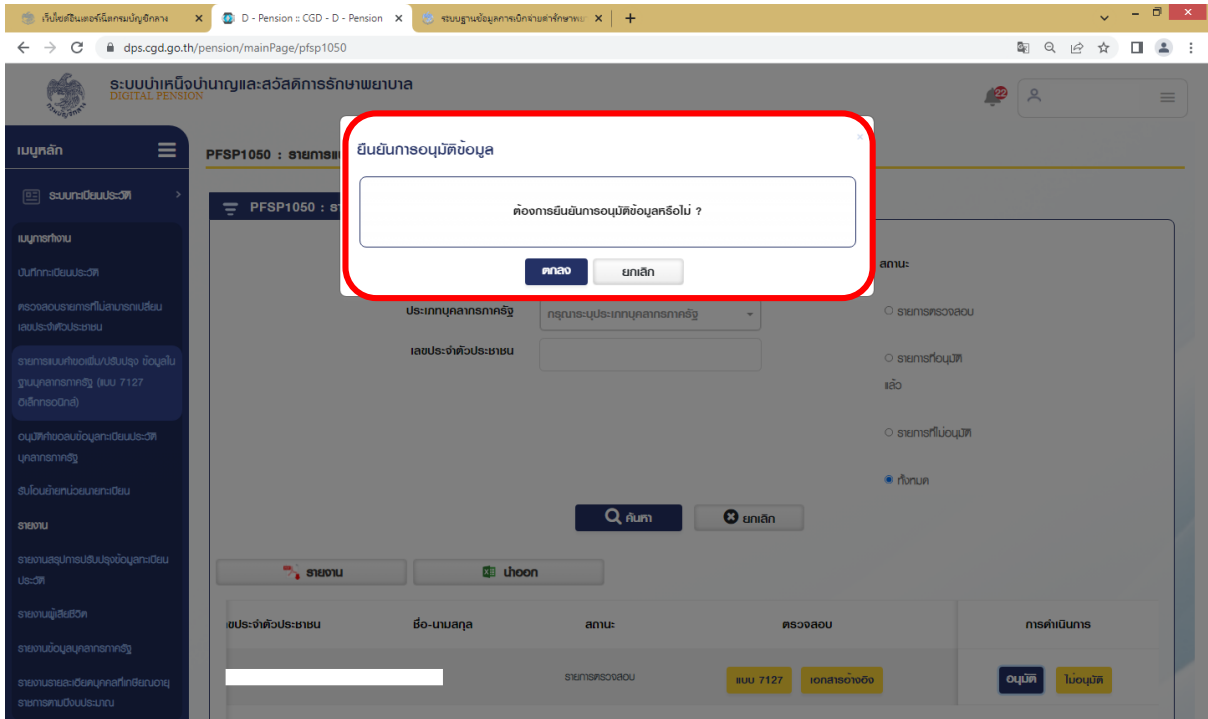 เว็บไซต์อินเตอร์เน็ตกรมบัญชีกลาง
D - Pension :: CGD - D - Pension
ระบบฐานข้อมูลการเบิกจ่ายค่ารักษาพย
dps.cgd.go.th/pension/mainPage/pfsp1050
ระบบบำเหน็จบำนาญและสวัสดิการรักษาพยาบาล
DIGITAL PENSION
22
เมนูหลัก
PFSP1050 : รายการแ
ยืนยันการอนุมัติข้อมูล
ระบบทะเบียนประวัติ
PFSP1050 : รา
ต้องการยืนยันการอนุมัติข้อมูลหรือไม่ ?
ตกลง
ยกเลิก
เมนูการทำงาน
บันทึกทะเบียนประวัติ
ตรวจสอบรายการที่ไม่สามารถเปลี่ยน
เลขประจำตัวประชาชน
รายการแบบคำขอเพิ่ม/ปรับปรุง ข้อมูลใน
ฐานบุคลากรภาครัฐ (แบบ 7127
อิเล็กทรอนิกส์)
อนุมัติคำขอลบข้อมูลทะเบียนประวัติ
บุคลากรภาครัฐ
รับโอนย้ายหน่วยนายทะเบียน
รายงาน
รายงานสรุปการปรับปรุงข้อมูลทะเบียน
ประวัติ
รายงานผู้เสียชีวิต
รายงานข้อมูลบุคลากรภาครัฐ
รายงานรายละเอียดบุคคลที่เกษียณอายุ
ราชการตามปีงบประมาณ
สถานะ
ประเภทบุคลากรภาครัฐ
กรุณาระบุประเภทบุคลากรภาครัฐ
รายการตรวจสอบ
เลขประจำตัวประชาชน
รายการที่อนุมัติ
แล้ว
รายการที่ไม่อนุมัติ
ทั้งหมด
ค้นหา
ยกเลิก
รายงาน
นำออก
ขประจำตัวประชาชน
ชื่อ-นามสกุล
สถานะ
ตรวจสอบ
การดำเนินการ
รายการตรวจสอบ
แบบ 7127
เอกสารอ้างอิง
อนุมัติ
ไม่อนุมัติ